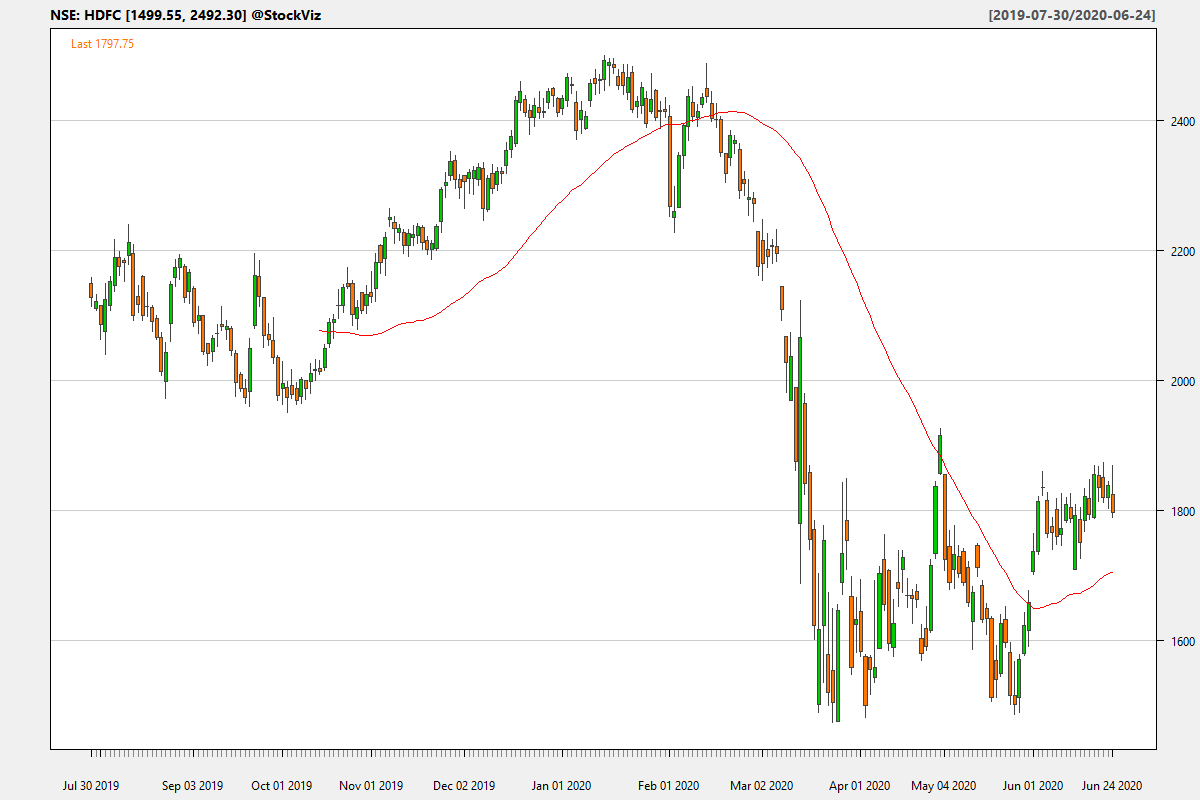 NSE: HDFC [1499.55, 2492.30] @StockViz
[2019-07-30/2020-06-24]
Last 1797.75
2400
2200
2000
1800
1600
Jul 30 2019
Sep 03 2019
Oct 01 2019
Nov 01 2019
Dec 02 2019
Jan 01 2020
Feb 01 2020
Mar 02 2020
Apr 01 2020
May 04 2020
Jun 01 2020
Jun 24 2020